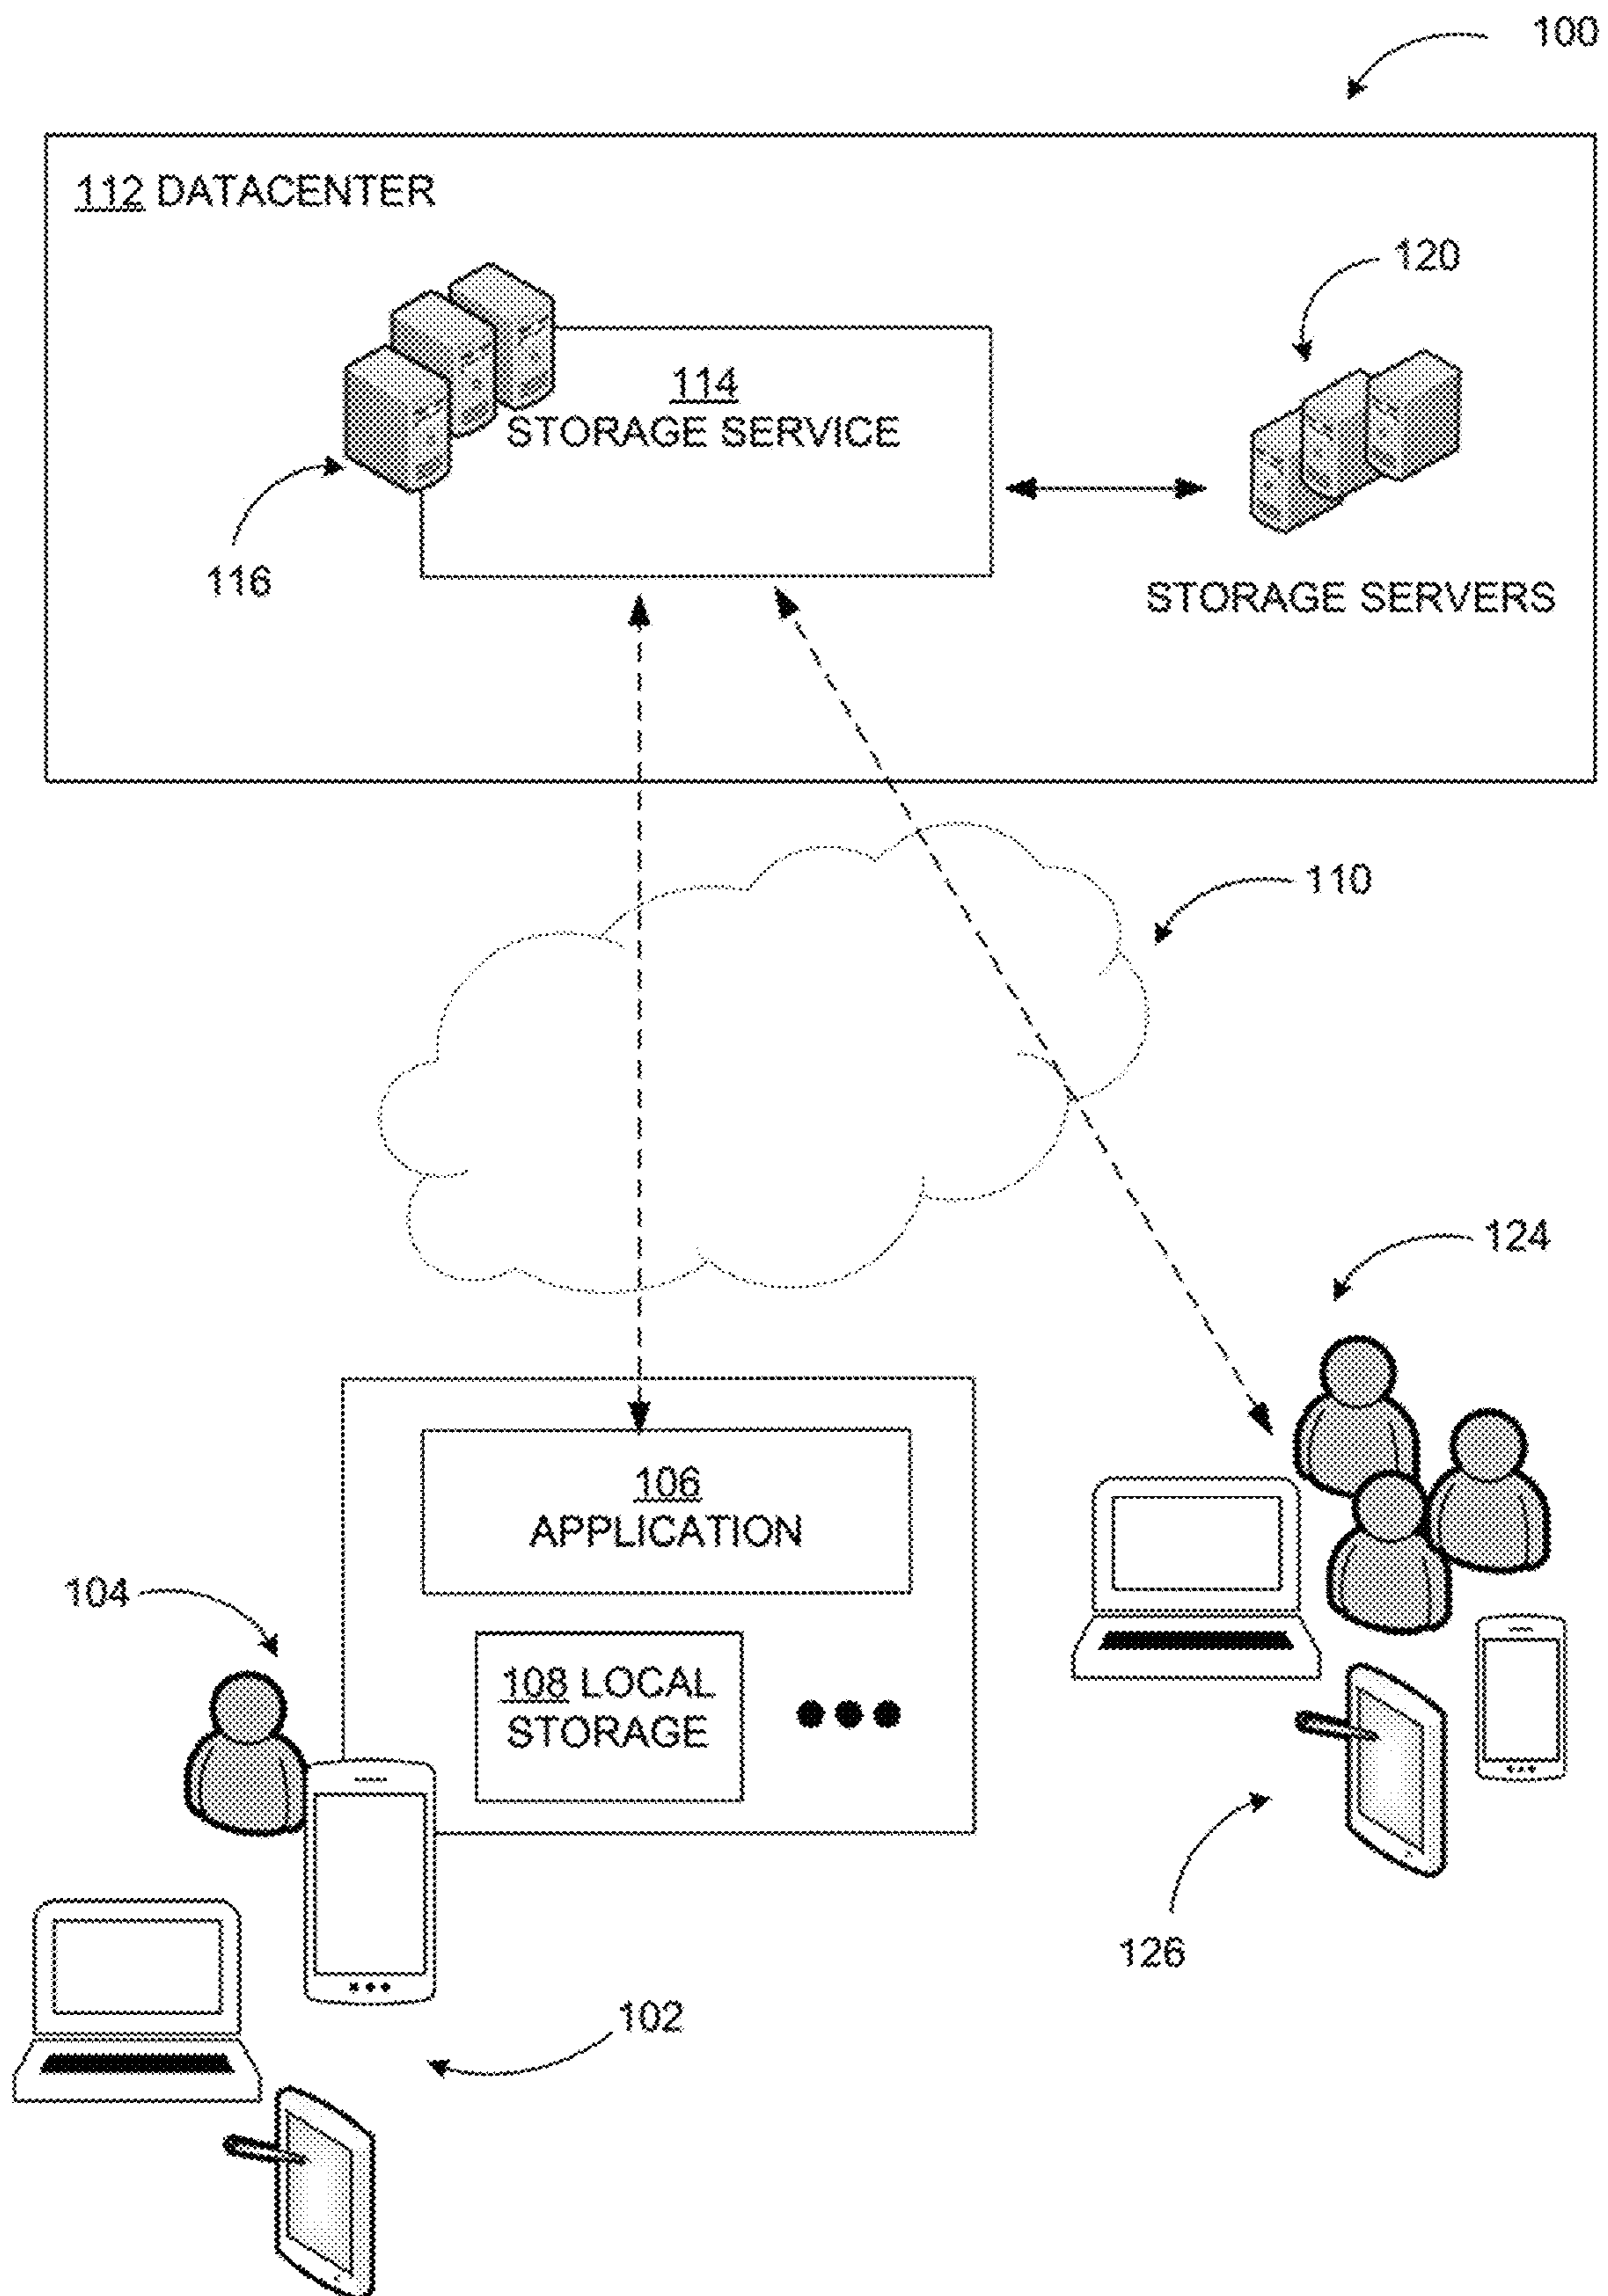 100
112 DATACENTER
120
114
STORAGE SERVICE
116
STORAGE SERVERS
110
124
106
APPLICATION
104
108 LOCAL
STORAGE
126
102